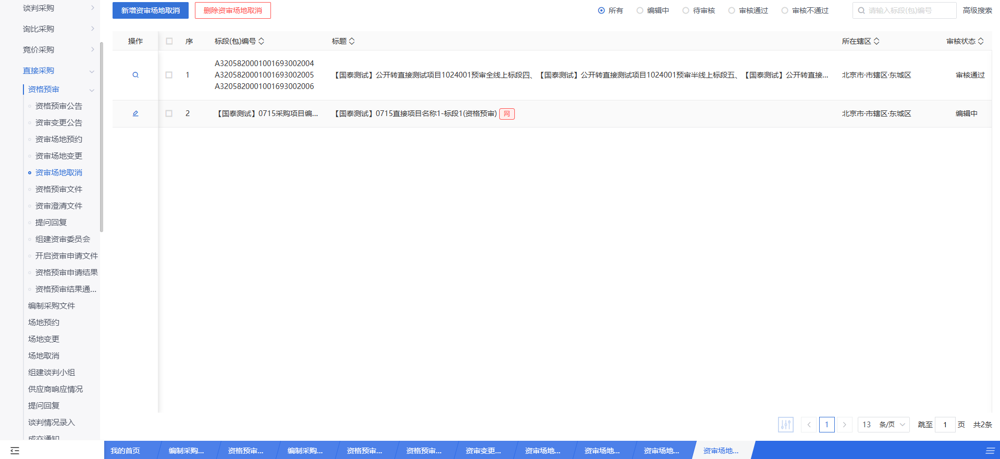 谈判采购
询比采购
竞价采购
直接采购
资格预审
资格预审公告
资审变更公告
资审场地预约
资审场地变更
资审场地取消
资格预审文件
资审澄清文件
提问回复
组建资审委员会
开启资审申请文件
资格预审申请结果
资格预审结果通...
编制采购文件
场地预约
场地变更
场地取消
组建谈判小组
供应商响应情况
提问回复
谈判情况录入
成交通知
新增资审场地取消 删除资审场地取消 所有 编辑中 待审核 审核通过 审核不通过 请输入标段(包)编号 高级搜索
操作 序 标段(包)编号 标题 所在辖区 审核状态
1 A3205820001001693002004
A3205820001001693002005
A3205820001001693002006
【国泰测试】公开转直接测试项目1024001预审全线上标段四、【国泰测试】公开转直接测试项目1024001预审半线上标段五、【国泰测试】公开转直接... 北京市·市辖区·东城区 审核通过
2 【国泰测试】0715采购项目编... 【国泰测试】0715直接项目名称1-标段1(资格预审) 网 北京市·市辖区·东城区 编辑中
1 13 条/页 跳至 1 页 共2条
我的首页 编制采购... 资格预审... 编制采购... 资格预审... 资格预审... 资审变更... 资审场地... 资审场地... 资审场地... 资审场地...